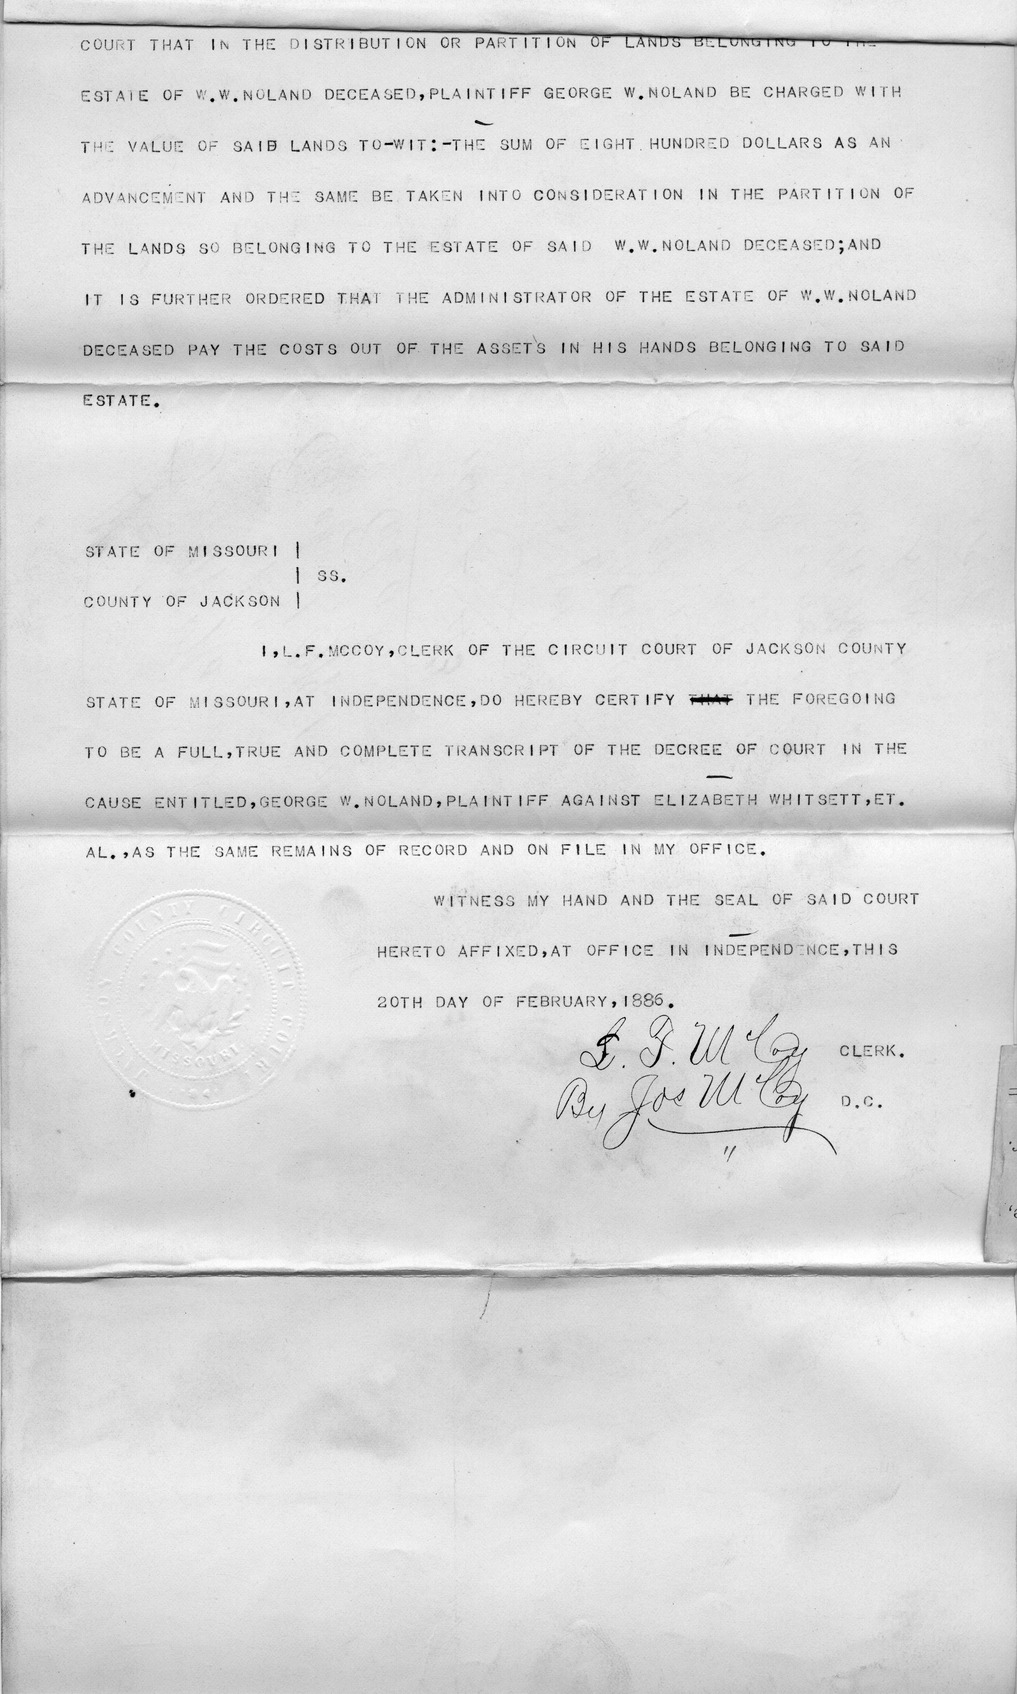 COURT THAT IN THE DISTRIBUTION OR PARTITION OF LANDS BELONGING TO THE
ESTATE OF W.W.NOLAND DECEASED,PLAINTIFF GEORGE W.NOLAND BE CHARGED WITH
THE VALUE OF SAID LANDS TO-WIT:-THE SUM OF EIGHT HUNDRED DOLLARS AS AN
ADVANCEMENT AND THE SAME BE TAKEN INTO CONSIDERATION IN THE PARTITION OF
THE LANDS SO BELONGING TO THE ESTATE OF SAID W.W.NOLAND DECEASED;AND
IT IS FURTHER ORDERED THAT THE ADMINISTRATOR OF THE ESTATE OF W.W.NOLAND
DECEASED PAY THE COSTS OUT OF THE ASSETS IN HIS HANDS BELONGING TO SAID
ESTATE.
STATE OF MISSOURI |
| SS.
COUNTY OF JACKSON |
I,L.F.MCCOY,CLERK OF THE CIRCUIT COURT OF JACKSON COUNTY
STATE OF MISSOURI,AT INDEPENDENCE,DO HEREBY CERTIFY THAT THE FOREGOING
TO BE A FULL,TRUE AND COMPLETE TRANSCRIPT OF THE DECREE OF COURT IN THE
CAUSE ENTITLED,GEORGE W.NOLAND,PLAINTIFF AGAINST ELIZABETH WHITSETT,ET.
AL.,AS THE SAME REMAINS OF RECORD AND ON FILE IN MY OFFICE.
WITNESS MY HAND AND THE SEAL OF SAID COURT
HERETO AFFIXED,AT OFFICE IN INDEPENDENCE,THIS
20TH DAY OF FEBRUARY,1886.
L. F. McCoy CLERK.
By Jos McCoy D.C.
COUNTY CIRCUIT COURT
SOURI